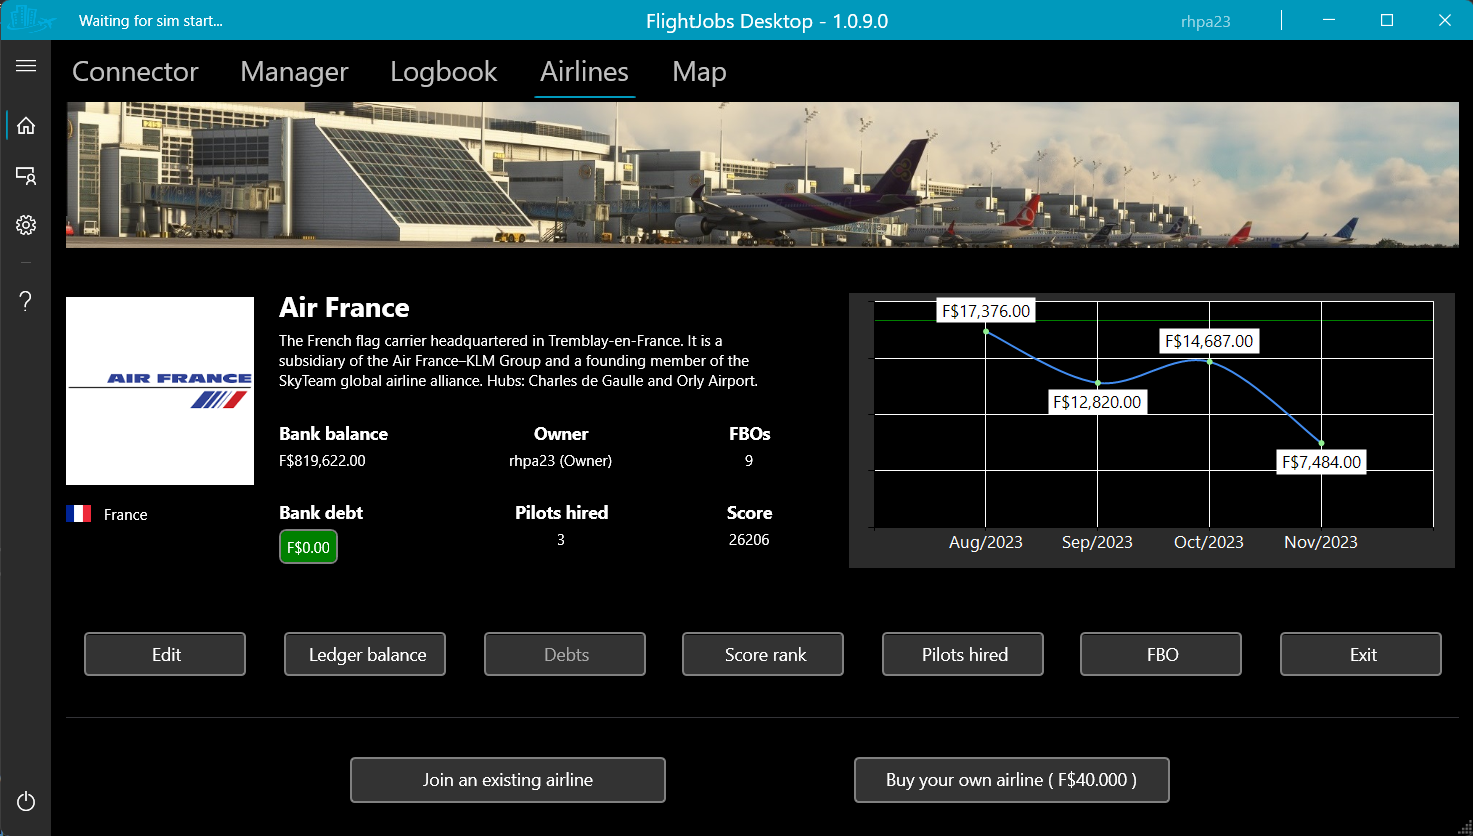 Waiting for sim start...
FlightJobs Desktop - 1.0.9.0
rhpa23
Connector
Manager
Logbook
Airlines
Map
AIR FRANCE
France
Air France
The French flag carrier headquartered in Tremblay-en-France. It is a
subsidiary of the Air France–KLM Group and a founding member of the
SkyTeam global airline alliance. Hubs: Charles de Gaulle and Orly Airport.
Bank balance
F$819,622.00
Owner
rhpa23 (Owner)
FBOs
9
Bank debt
F$0.00
Pilots hired
3
Score
26206
F$17,376.00
F$12,820.00
F$14,687.00
F$7,484.00
Aug/2023
Sep/2023
Oct/2023
Nov/2023
Edit
Ledger balance
Debts
Score rank
Pilots hired
FBO
Exit
Join an existing airline
Buy your own airline ( F$40.000 )